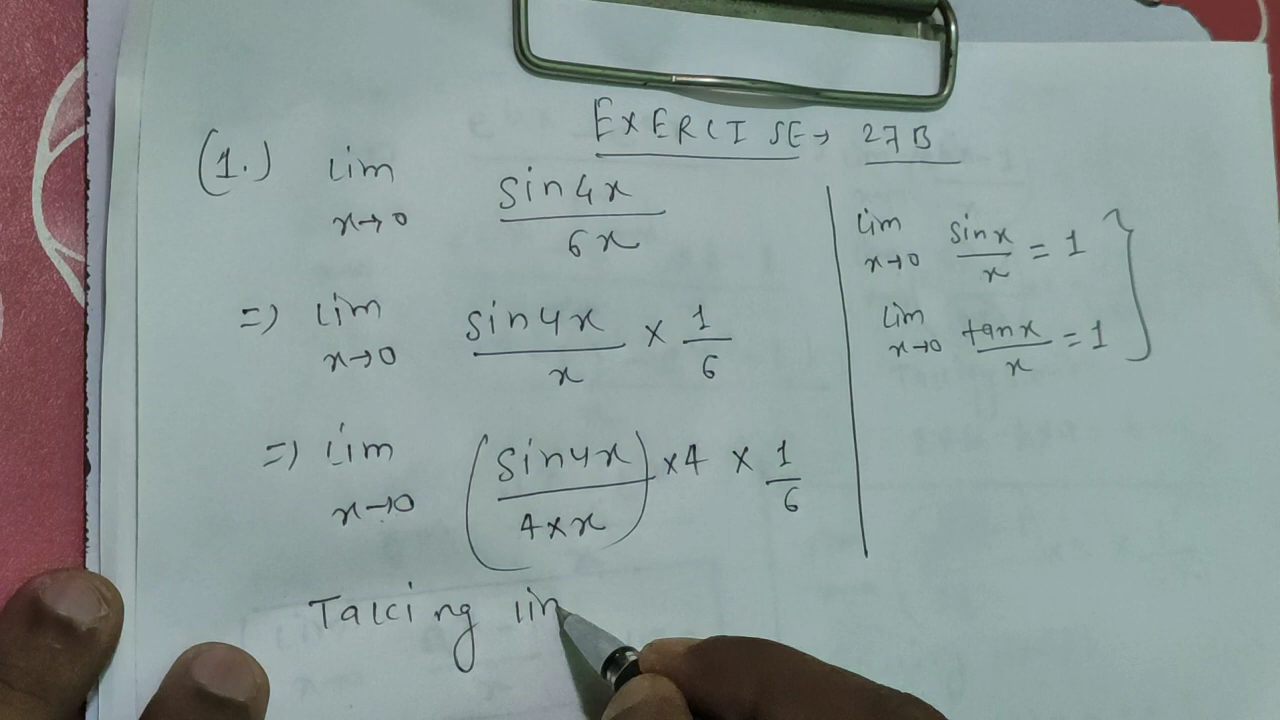 EXERCISE→ 27B
(1.) lim sin4x
x→0 6x
=) lim sin4x × 1
x→0 x 6
=) lim (sin4x) ×4 × 1
x→0 4×x 6
Taking lim
lim sinx = 1 }
x→0 x
lim tanx = 1
x→0 x